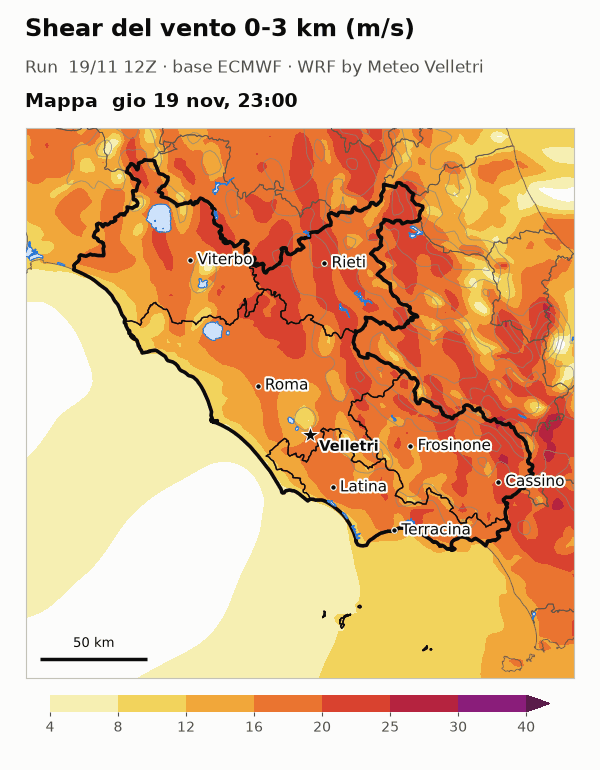 Shear del vento 0-3 km (m/s)
Run  19/11 12Z · base ECMWF · WRF by Meteo Velletri
Mappa  gio 19 nov, 23:00
Viterbo
Rieti
Roma
Velletri
Frosinone
Cassino
Latina
Terracina
50 km
4 8 12 16 20 25 30 40